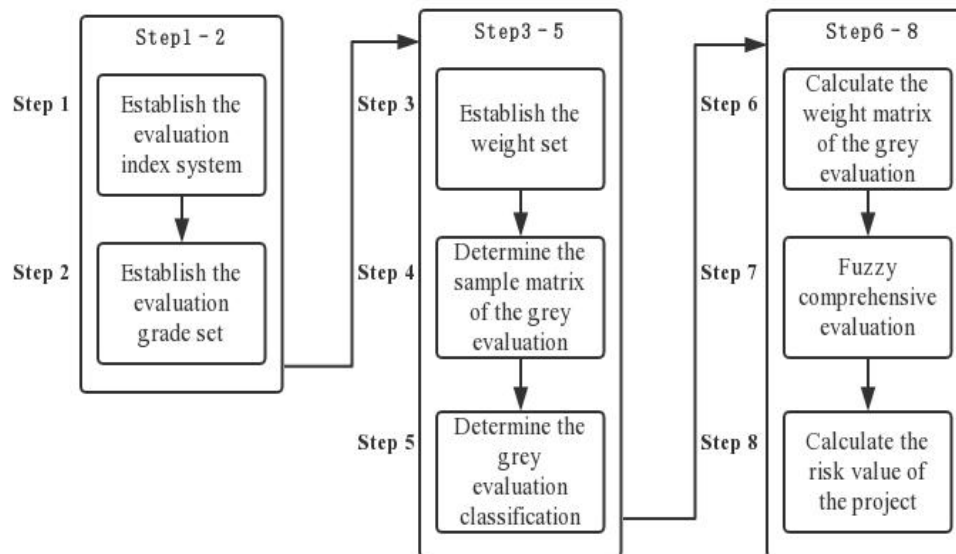 Step1-2
Step 1
Establish the
evaluation
index system
Step 2
Establish the
evaluation
grade set
Step3-5
Step 3
Establish the
weight set
Step 4
Determine the
sample matrix
of the grey
evaluation
Step 5
Determine the
grey
evaluation
classification
Step6-8
Step 6
Calculate the
weight matrix
of the grey
evaluation
Step 7
Fuzzy
comprehensive
evaluation
Step 8
Calculate the
risk value of
the project